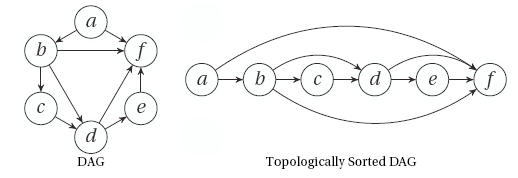 a
b f
c e
d
DAG
a b c d e f
Topologically Sorted DAG